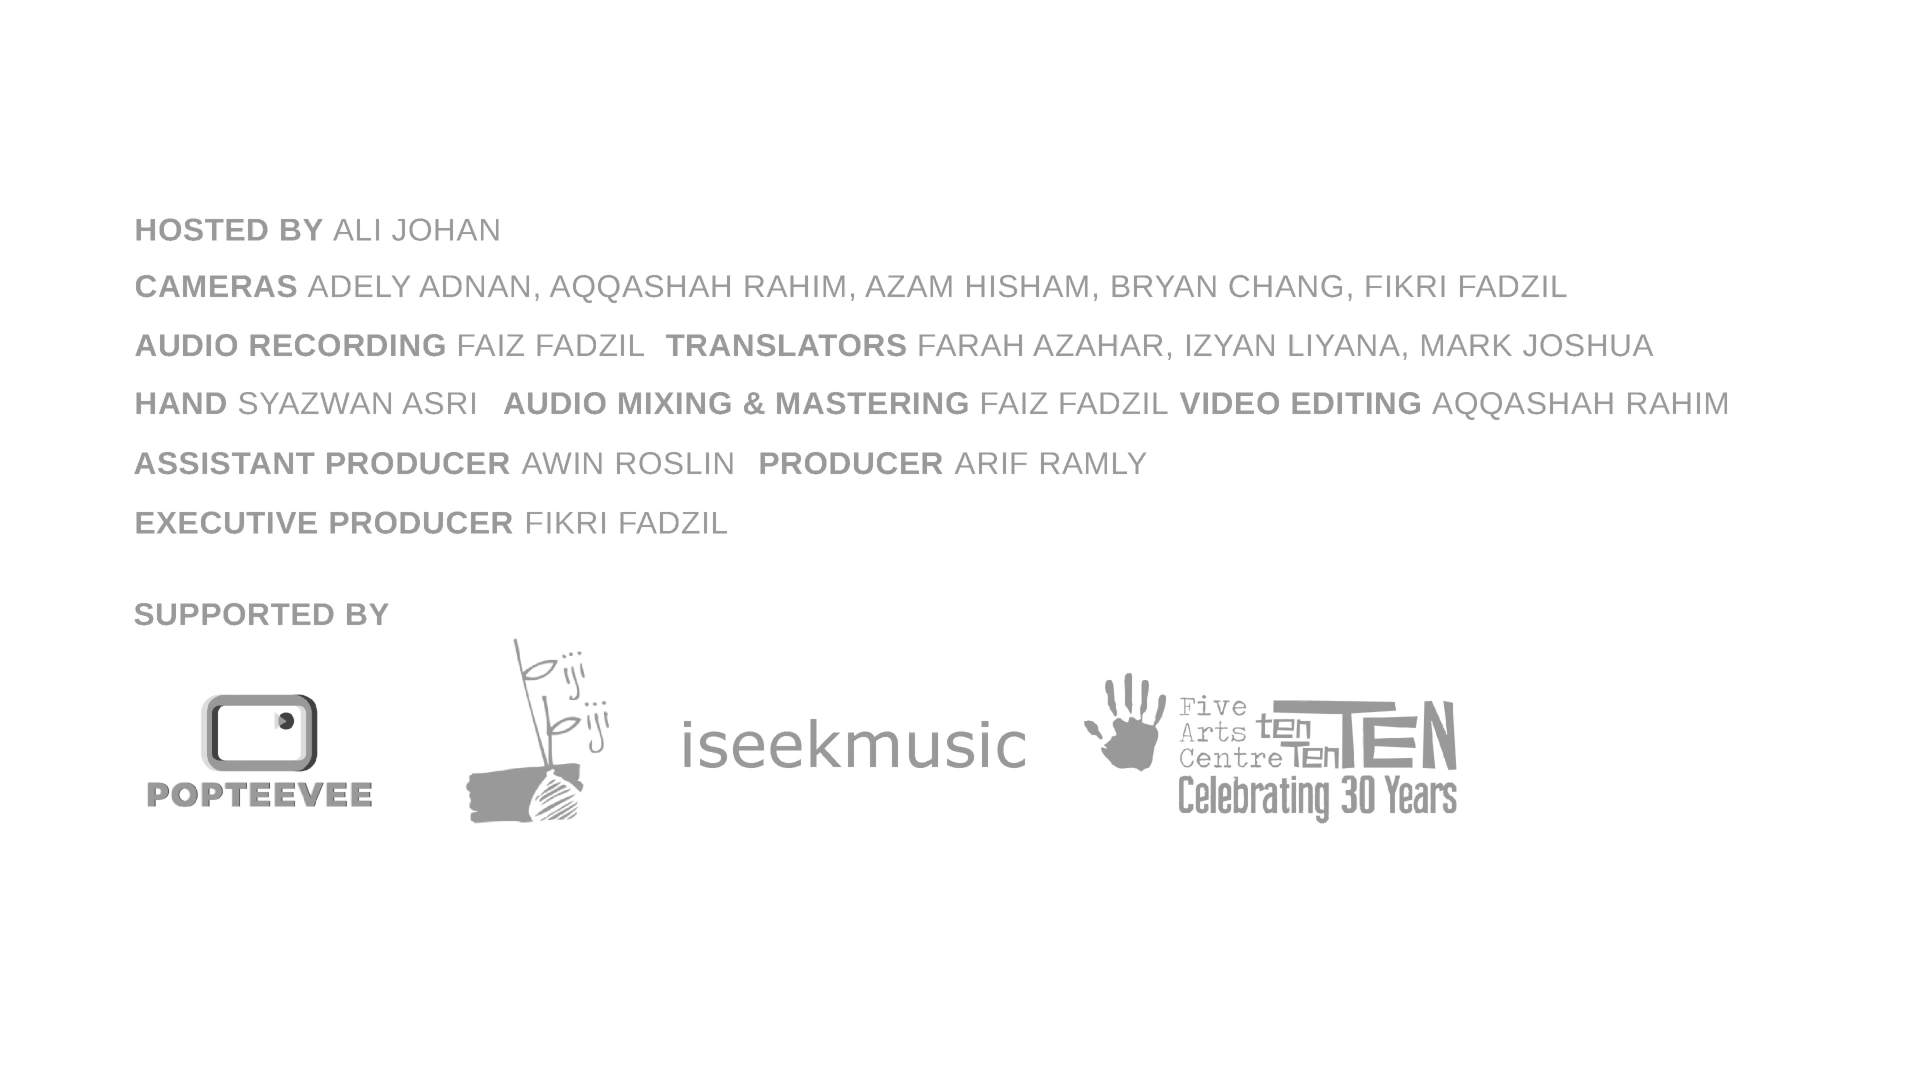 HOSTED BY ALI JOHAN
CAMERAS ADELY ADNAN, AQQASHAH RAHIM, AZAM HISHAM, BRYAN CHANG, FIKRI FADZIL
AUDIO RECORDING FAIZ FADZIL TRANSLATORS FARAH AZAHAR, IZYAN LIYANA, MARK JOSHUA
HAND SYAZWAN ASRI AUDIO MIXING & MASTERING FAIZ FADZIL VIDEO EDITING AQQASHAH RAHIM
ASSISTANT PRODUCER AWIN ROSLIN PRODUCER ARIF RAMLY
EXECUTIVE PRODUCER FIKRI FADZIL
SUPPORTED BY
POPTEEVEE
iseekmusic
Five
Arts
Centre
ten
Ten
TEN
Celebrating 30 Years